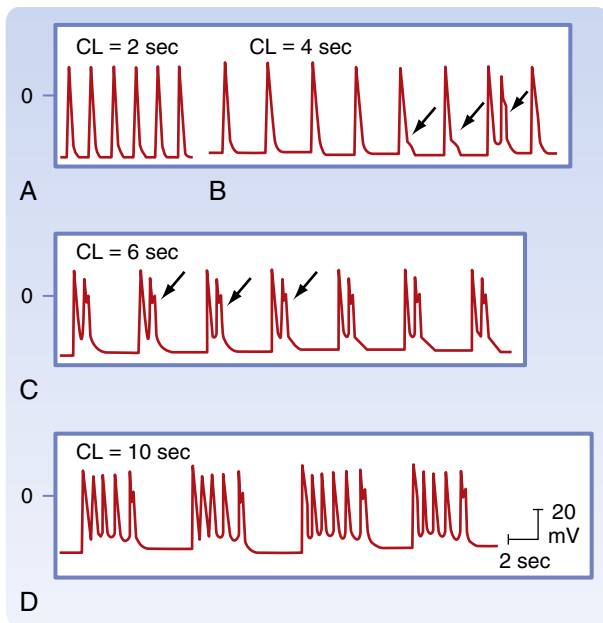 CL = 2 sec
CL = 4 sec
0
A
B
CL = 6 sec
0
C
CL = 10 sec
0
20
mV
2 sec
D